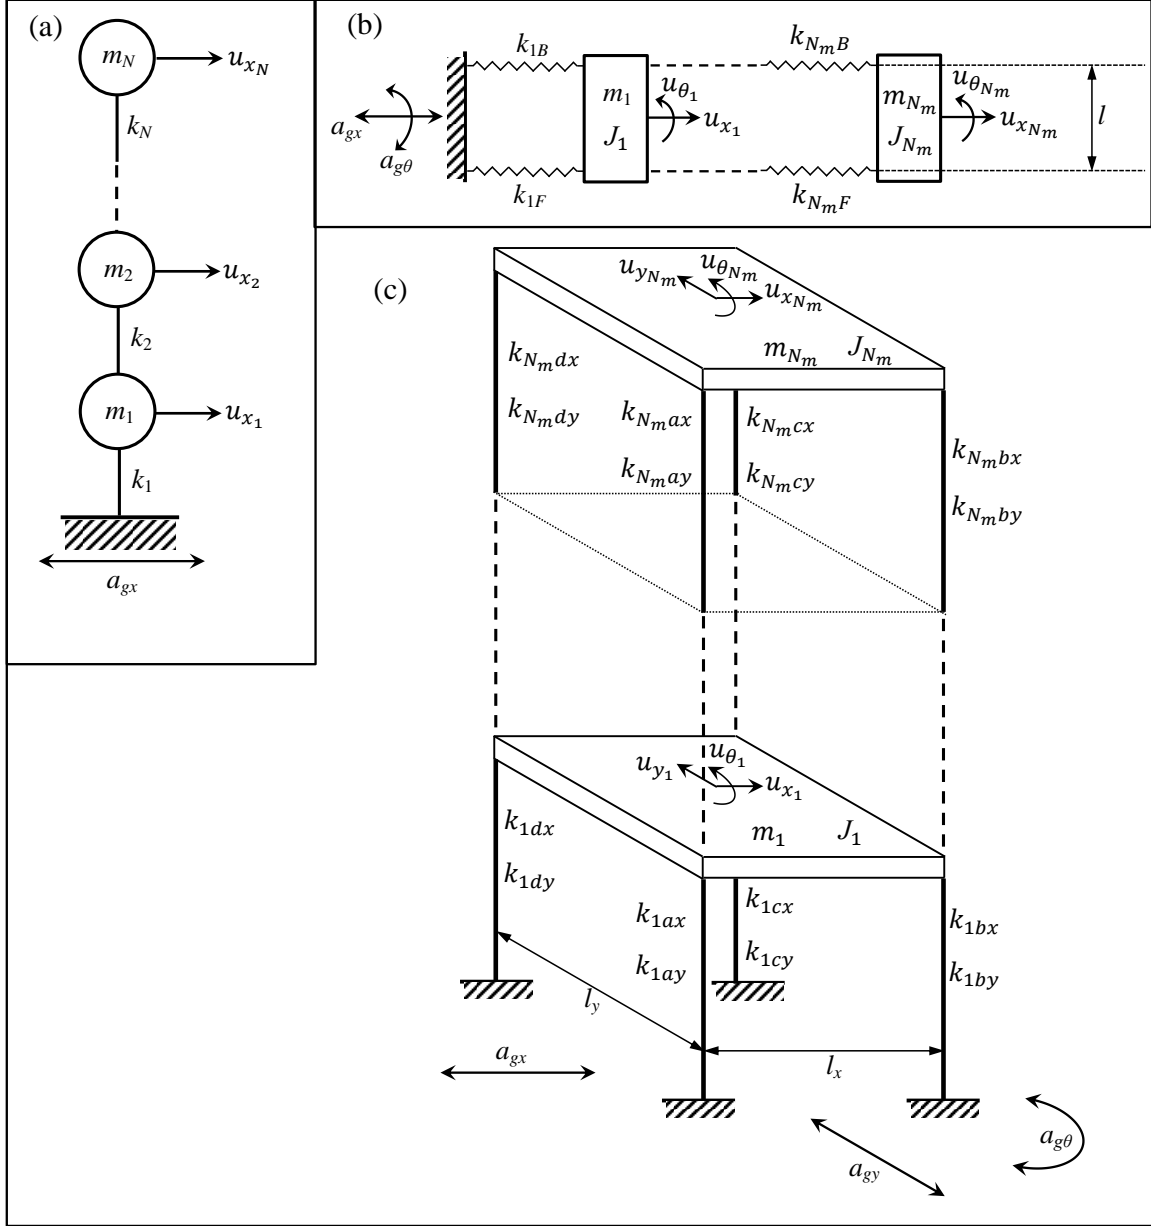 (a)
m_N
u_{x_N}
k_N
m_2
u_{x_2}
k_2
m_1
u_{x_1}
k_1
a_{gx}
(b)
k_{1B}
k_{N_mB}
a_{gx}
a_{gθ}
m_1
J_1
u_{θ_1}
u_{x_1}
m_{N_m}
J_{N_m}
u_{θ_{N_m}}
u_{x_{N_m}}
l
k_{1F}
k_{N_mF}
(c)
u_{y_{N_m}}
u_{θ_{N_m}}
u_{x_{N_m}}
m_{N_m}
J_{N_m}
k_{N_mdx}
k_{N_mdy}
k_{N_max}
k_{N_may}
k_{N_mcx}
k_{N_mcy}
k_{N_mbx}
k_{N_mby}
u_{y_1}
u_{θ_1}
u_{x_1}
m_1
J_1
k_{1dx}
k_{1dy}
k_{1ax}
k_{1ay}
k_{1cx}
k_{1cy}
k_{1bx}
k_{1by}
l_y
l_x
a_{gx}
a_{gy}
a_{gθ}